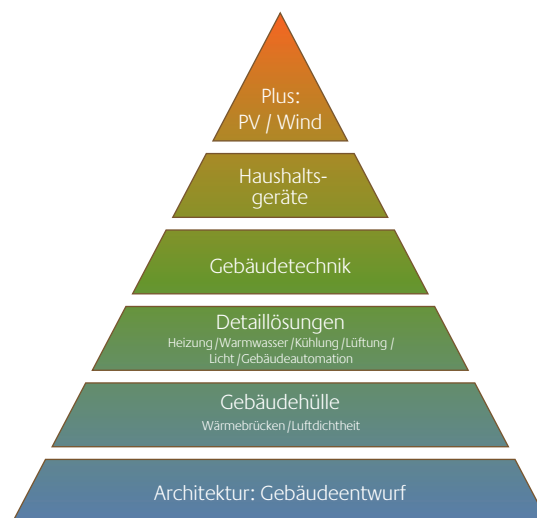 Plus:
PV / Wind
Haushalts-
geräte
Gebäudetechnik
Detaillösungen
Heizung/Warmwasser/Kühlung/Lüftung/
Licht/Gebäudeautomation
Gebäudehülle
Wärmebrücken/Luftdichtheit
Architektur: Gebäudeentwurf